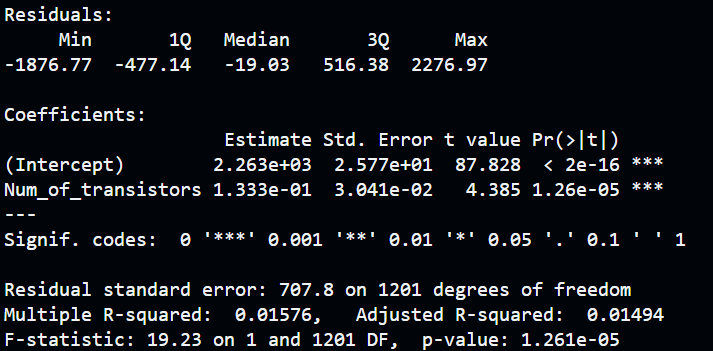 Residuals:
     Min       1Q   Median       3Q      Max
-1876.77  -477.14   -19.03   516.38  2276.97

Coefficients:
                    Estimate Std. Error t value Pr(>|t|)
(Intercept)        2.263e+03  2.577e+01  87.828  < 2e-16 ***
Num_of_transistors 1.333e-01  3.041e-02   4.385 1.26e-05 ***
---
Signif. codes:  0 '***' 0.001 '**' 0.01 '*' 0.05 '.' 0.1 ' ' 1

Residual standard error: 707.8 on 1201 degrees of freedom
Multiple R-squared:  0.01576,   Adjusted R-squared:  0.01494
F-statistic: 19.23 on 1 and 1201 DF,  p-value: 1.261e-05